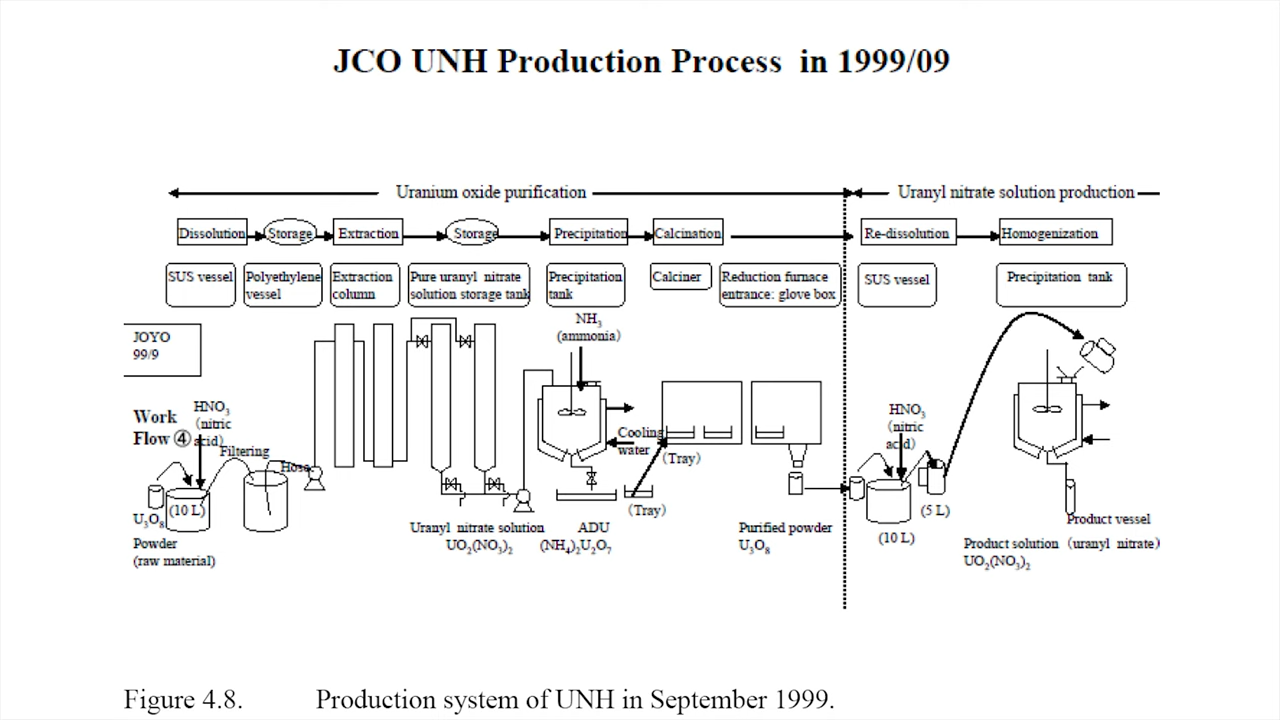 JCO UNH Production Process in 1999/09
Uranium oxide purification
Uranyl nitrate solution production
Dissolution
Storage
Extraction
Storage
Precipitation
Calcination
Re-dissolution
Homogenization
SUS vessel
Polyethylene
vessel
Extraction
column
Pure uranyl nitrate
solution storage tank
Precipitation
tank
Calciner
Reduction furnace
entrance: glove box
SUS vessel
Precipitation tank
JOYO
99/9
NH₃
(ammonia)
Work
Flow ④
HNO₃
(nitric
acid)
Filtering
Hose
Cooling
water
(Tray)
(Tray)
HNO₃
(nitric
acid)
(10 L)
U₃O₈
Powder
(raw material)
Uranyl nitrate solution
UO₂(NO₃)₂
ADU
(NH₄)₂U₂O₇
Purified powder
U₃O₈
(5 L)
(10 L)
Product vessel
Product solution (uranyl nitrate)
UO₂(NO₃)₂
Figure 4.8. Production system of UNH in September 1999.